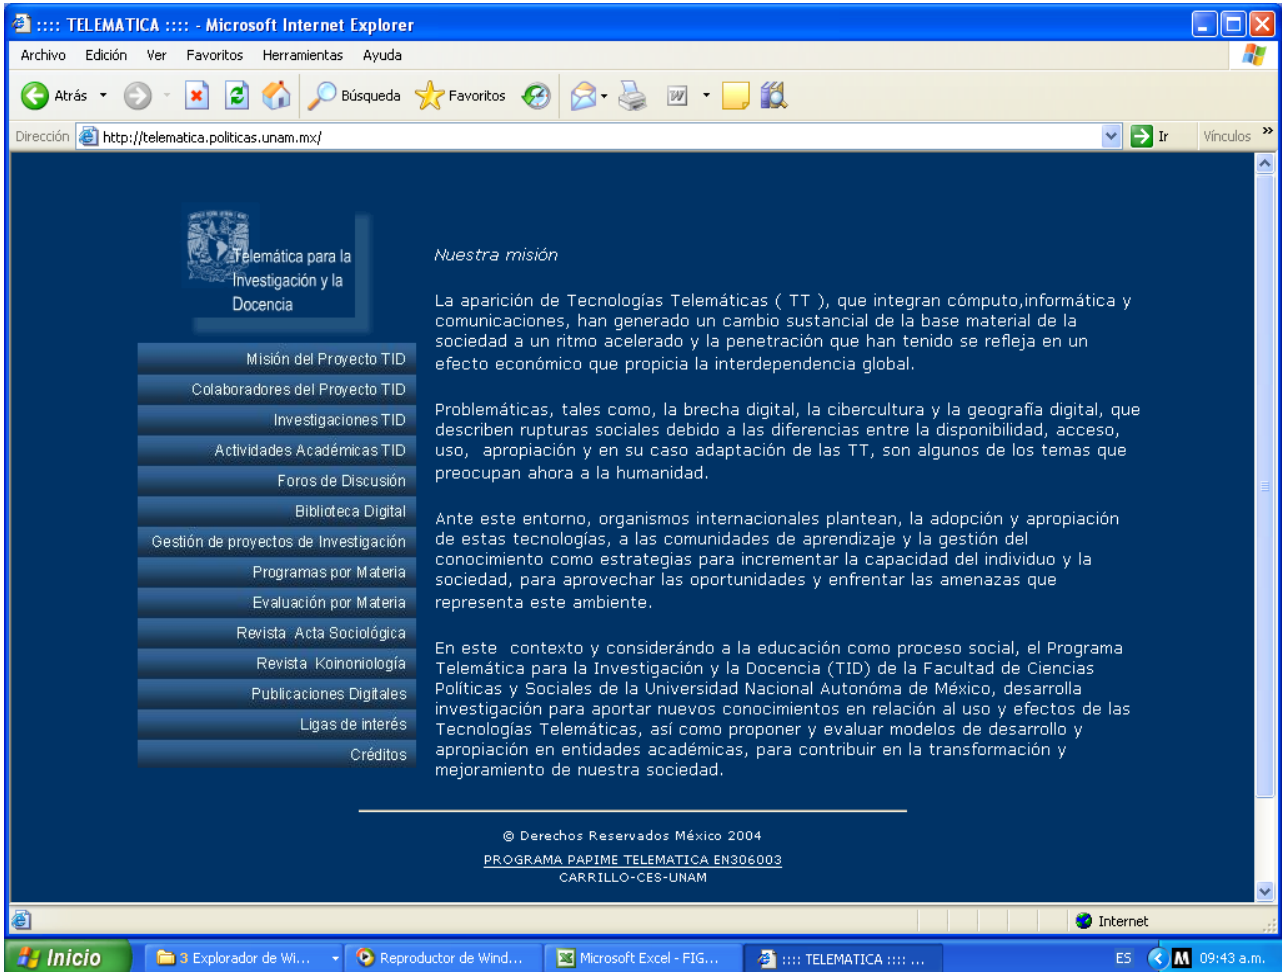 :::: TELEMATICA :::: - Microsoft Internet Explorer
Archivo Edición Ver Favoritos Herramientas Ayuda
Atrás Búsqueda Favoritos
Dirección http://telematica.politicas.unam.mx/ Ir Vínculos »
Telemática para la
Investigación y la
Docencia
Misión del Proyecto TID
Colaboradores del Proyecto TID
Investigaciones TID
Actividades Académicas TID
Foros de Discusión
Biblioteca Digital
Gestión de proyectos de Investigación
Programas por Materia
Evaluación por Materia
Revista Acta Sociológica
Revista Koinoniología
Publicaciones Digitales
Ligas de interés
Créditos
Nuestra misión
La aparición de Tecnologías Telemáticas ( TT ), que integran cómputo,informática y
comunicaciones, han generado un cambio sustancial de la base material de la
sociedad a un ritmo acelerado y la penetración que han tenido se refleja en un
efecto económico que propicia la interdependencia global.
Problemáticas, tales como, la brecha digital, la cibercultura y la geografía digital, que
describen rupturas sociales debido a las diferencias entre la disponibilidad, acceso,
uso, apropiación y en su caso adaptación de las TT, son algunos de los temas que
preocupan ahora a la humanidad.
Ante este entorno, organismos internacionales plantean, la adopción y apropiación
de estas tecnologías, a las comunidades de aprendizaje y la gestión del
conocimiento como estrategias para incrementar la capacidad del individuo y la
sociedad, para aprovechar las oportunidades y enfrentar las amenazas que
representa este ambiente.
En este contexto y considerándo a la educación como proceso social, el Programa
Telemática para la Investigación y la Docencia (TID) de la Facultad de Ciencias
Políticas y Sociales de la Universidad Nacional Autonóma de México, desarrolla
investigación para aportar nuevos conocimientos en relación al uso y efectos de las
Tecnologías Telemáticas, así como proponer y evaluar modelos de desarrollo y
apropiación en entidades académicas, para contribuir en la transformación y
mejoramiento de nuestra sociedad.
© Derechos Reservados México 2004
PROGRAMA PAPIME TELEMATICA EN306003
CARRILLO-CES-UNAM
Internet
Inicio 3 Explorador de Wi... Reproductor de Wind... Microsoft Excel - FIG... :::: TELEMATICA :::: ... ES 09:43 a.m.